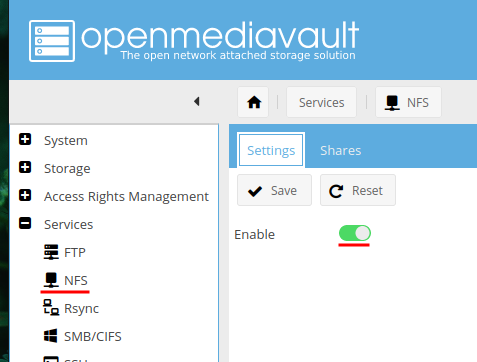 openmediavault
The open network attached storage solution
Services
NFS
System
Storage
Access Rights Management
Services
FTP
NFS
Rsync
SMB/CIFS
SSH
Settings
Shares
Save
Reset
Enable